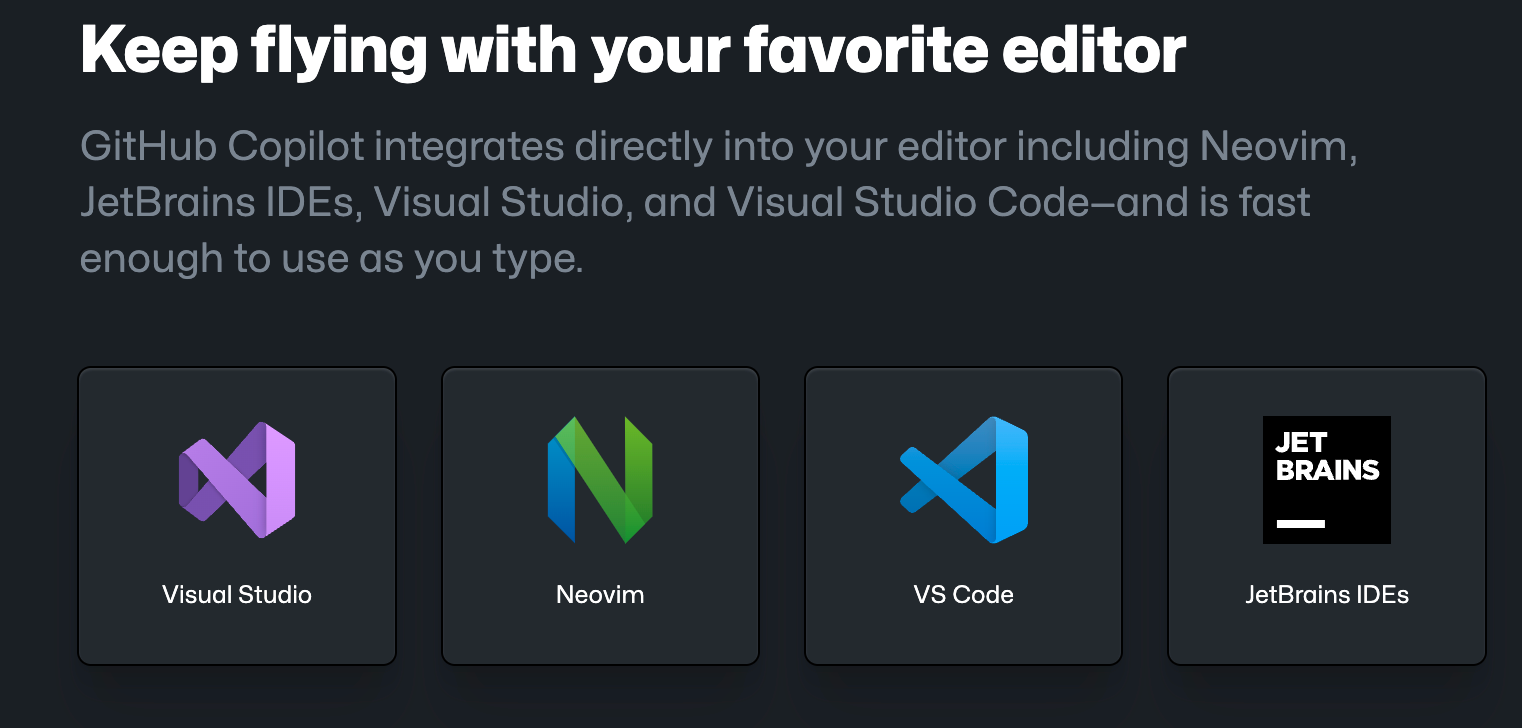 Keep flying with your favorite editor
GitHub Copilot integrates directly into your editor including Neovim,
JetBrains IDEs, Visual Studio, and Visual Studio Code—and is fast
enough to use as you type.
JET
BRAINS
Visual Studio
Neovim
VS Code
JetBrains IDEs